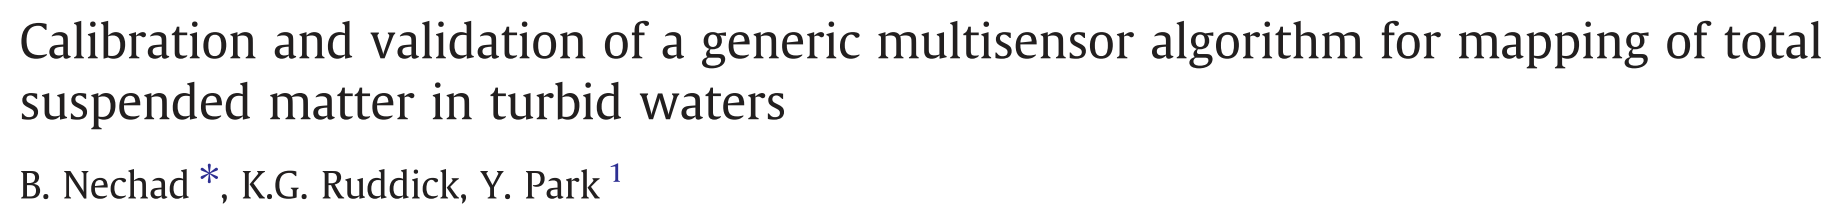 Calibration and validation of a generic multisensor algorithm for mapping of total
suspended matter in turbid waters
B. Nechad *, K.G. Ruddick, Y. Park 1